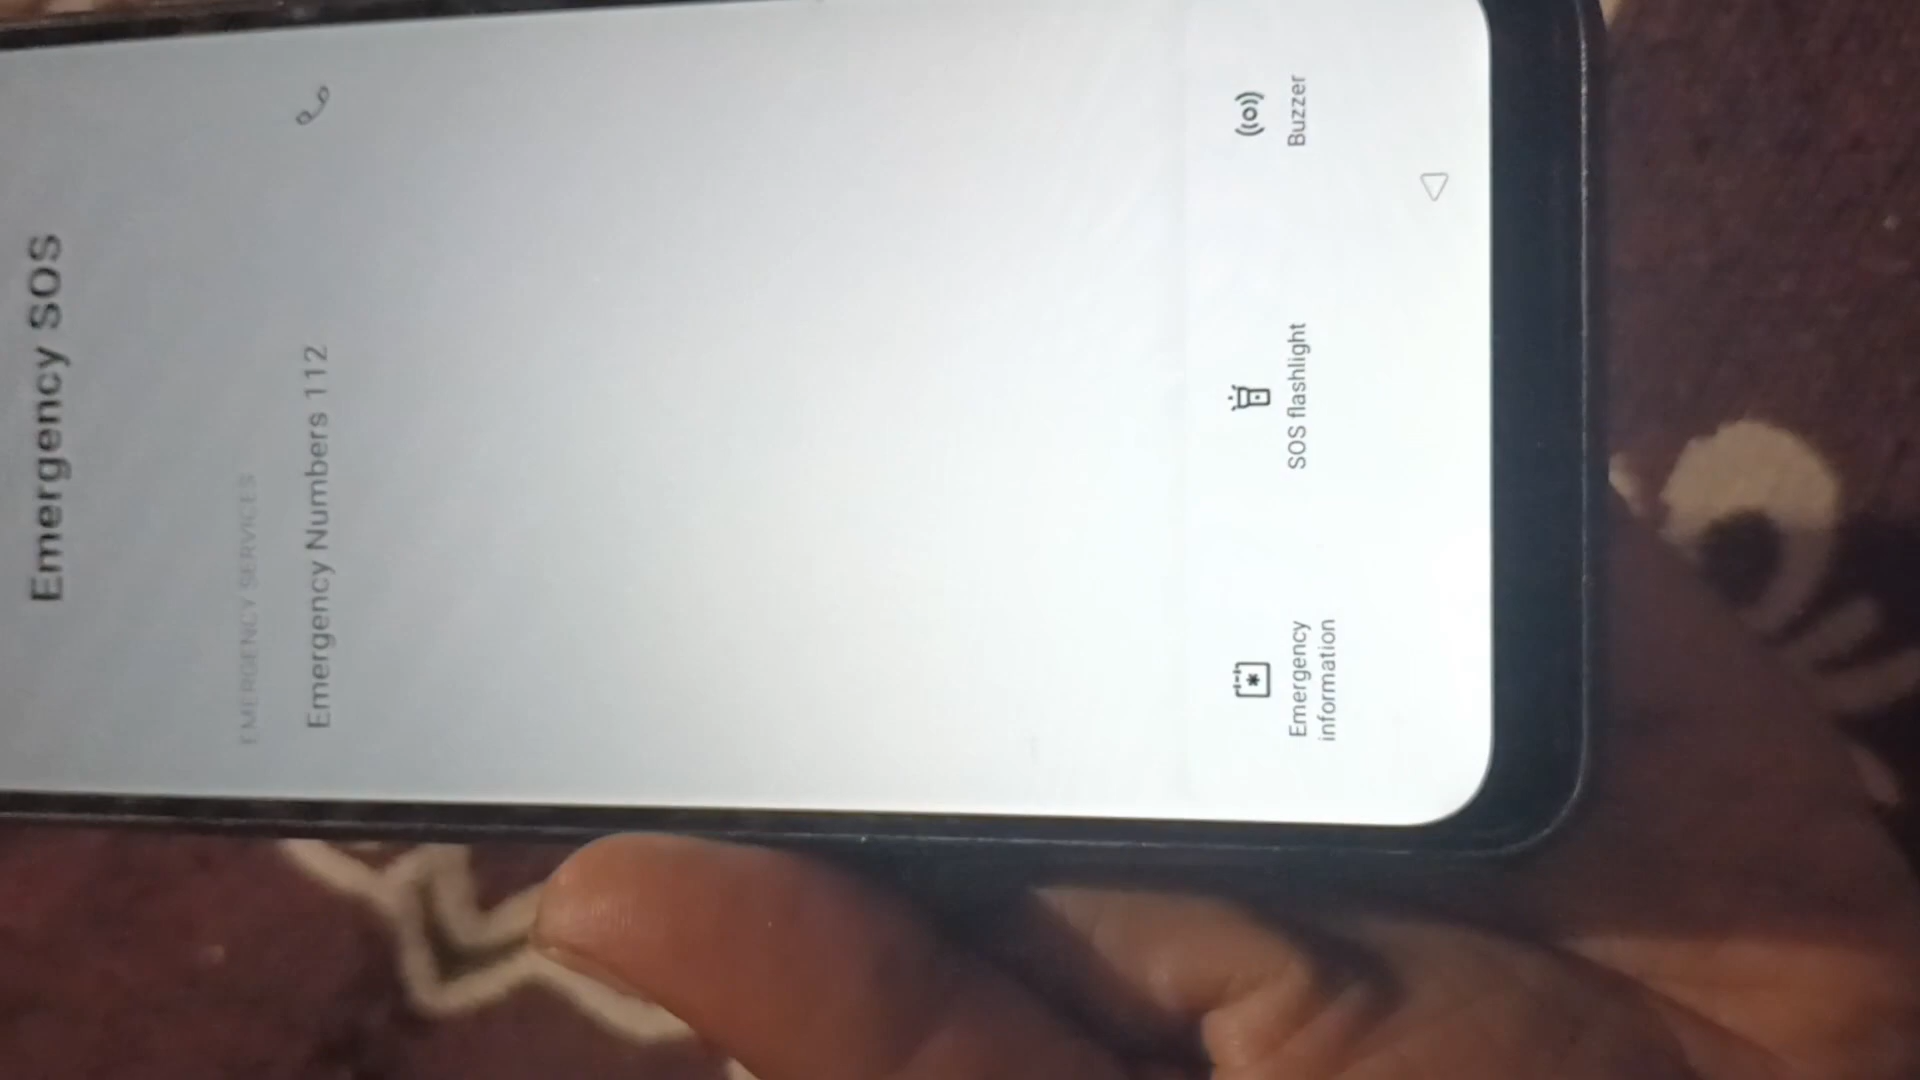 Emergency SOS
EMERGENCY SERVICES
Emergency Numbers 112
Emergency
information
SOS flashlight
Buzzer